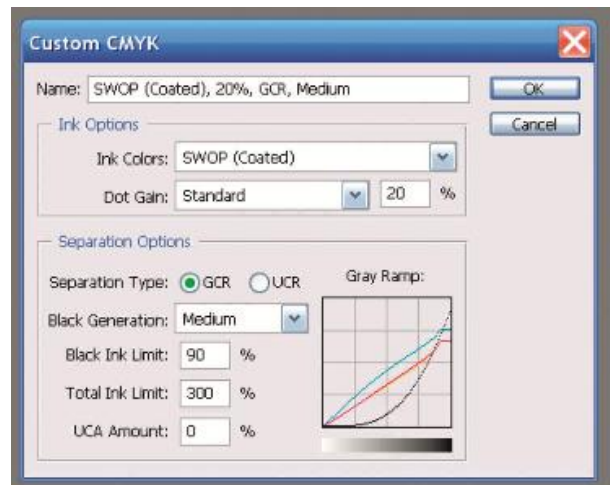 Custom CMYK
Name: SWOP (Coated), 20%, GCR, Medium
OK
Cancel
Ink Options
Ink Colors: SWOP (Coated)
Dot Gain: Standard 20 %
Separation Options
Separation Type: GCR UCR
Gray Ramp:
Black Generation: Medium
Black Ink Limit: 90 %
Total Ink Limit: 300 %
UCA Amount: 0 %